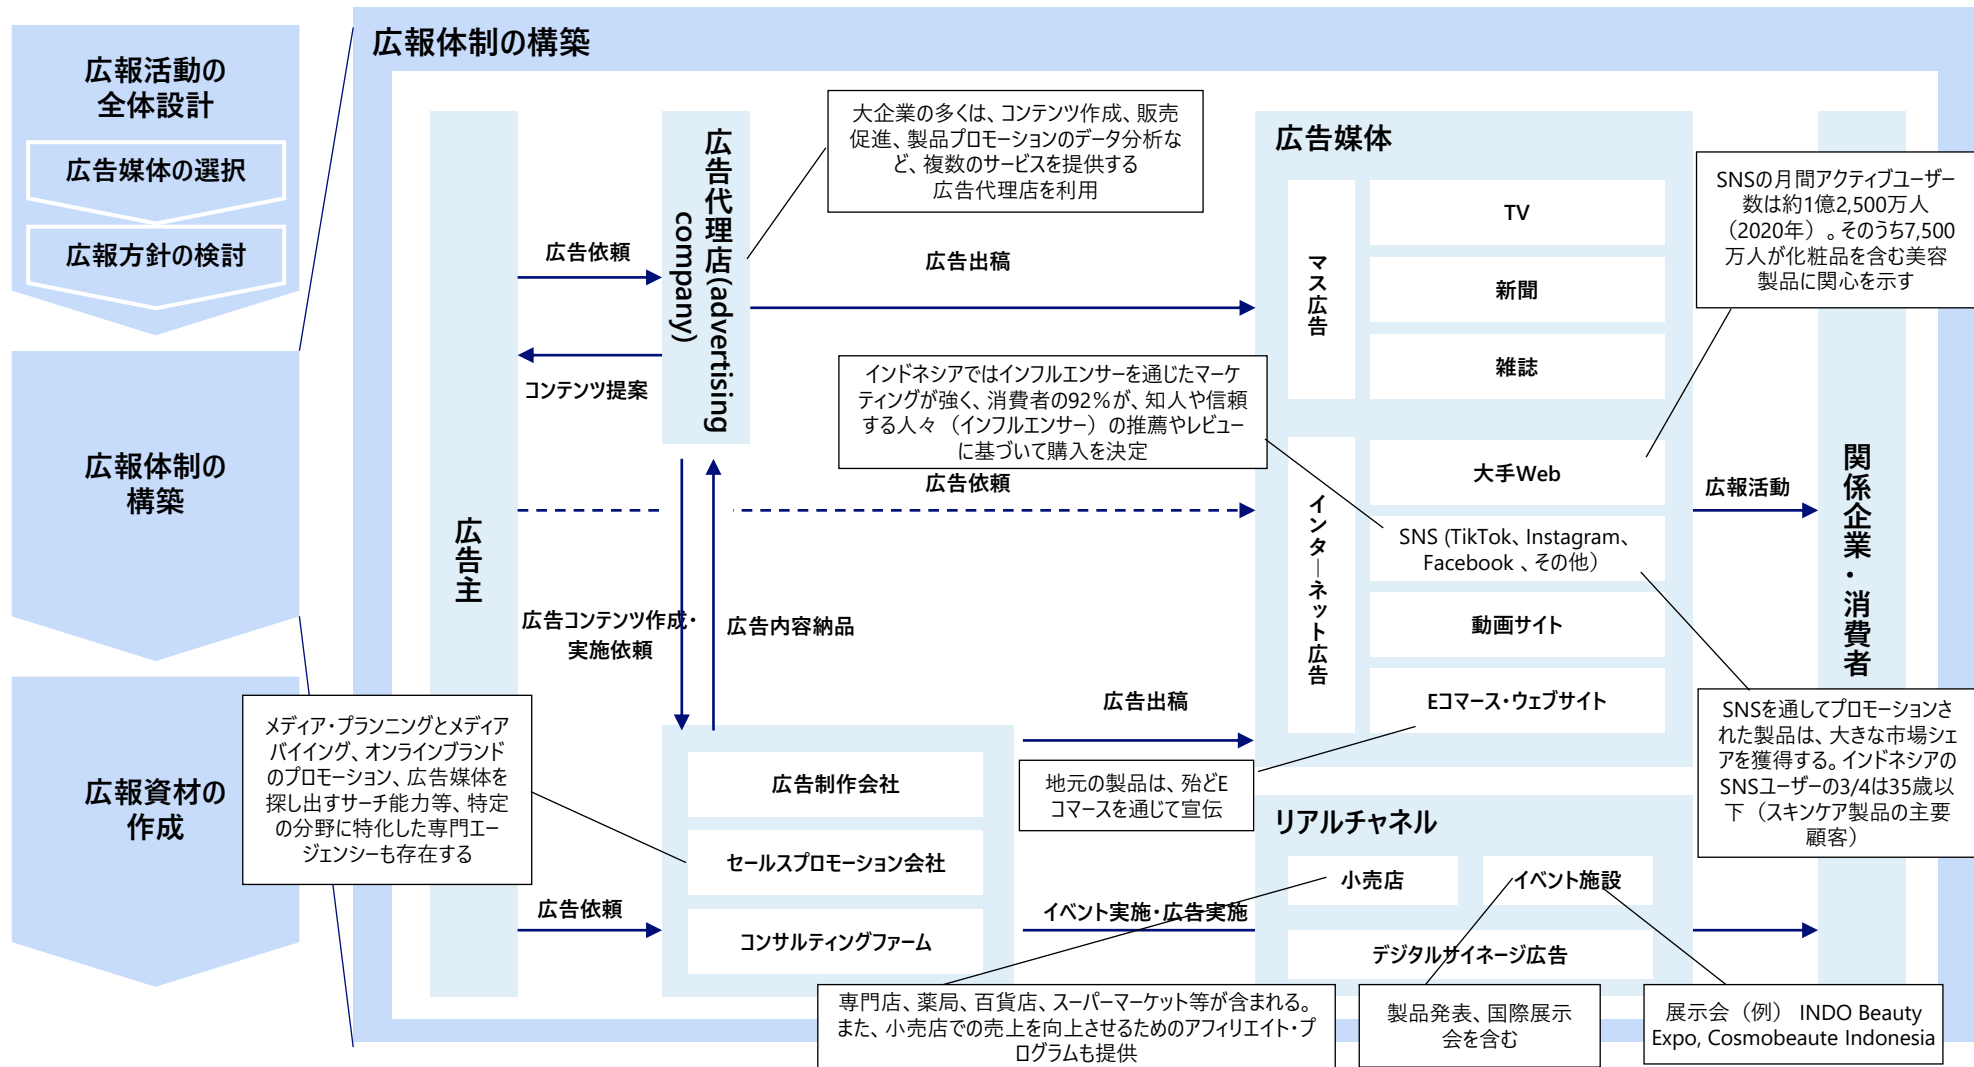 広報活動の
全体設計
広告媒体の選択
広報方針の検討
広報体制の
構築
広報資材の
作成
広報体制の構築
広告主
広告依頼
コンテンツ提案
広告代理店(advertising
company)
大企業の多くは、コンテンツ作成、販売
促進、製品プロモーションのデータ分析な
ど、複数のサービスを提供する
広告代理店を利用
広告出稿
インドネシアではインフルエンサーを通じたマーケ
ティングが強く、消費者の92%が、知人や信頼
する人々（インフルエンサー）の推薦やレビュー
に基づいて購入を決定
広告依頼
広告コンテンツ作成・
実施依頼
広告内容納品
メディア・プランニングとメディア
バイイング、オンラインブランド
のプロモーション、広告媒体を
探し出すサーチ能力等、特定
の分野に特化した専門エー
ジェンシーも存在する
広告依頼
広告制作会社
セールスプロモーション会社
コンサルティングファーム
広告出稿
地元の製品は、殆どE
コマースを通じて宣伝
イベント実施・広告実施
広告媒体
マス広告
TV
新聞
雑誌
インターネット広告
大手Web
SNS (TikTok、Instagram、
Facebook 、その他）
動画サイト
Eコマース・ウェブサイト
リアルチャネル
小売店
イベント施設
デジタルサイネージ広告
専門店、薬局、百貨店、スーパーマーケット等が含まれる。
また、小売店での売上を向上させるためのアフィリエイト・プ
ログラムも提供
製品発表、国際展示
会を含む
展示会（例） INDO Beauty
Expo, Cosmobeaute Indonesia
SNSの月間アクティブユーザー
数は約1億2,500万人
（2020年）。そのうち7,500
万人が化粧品を含む美容
製品に関心を示す
広報活動
関係企業・消費者
SNSを通してプロモーションさ
れた製品は、大きな市場シェ
アを獲得する。インドネシアの
SNSユーザーの3/4は35歳以
下（スキンケア製品の主要
顧客）